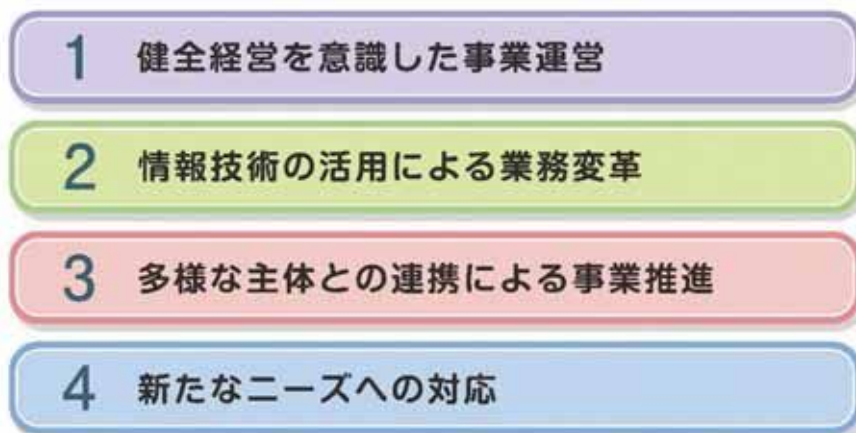 1 健全経営を意識した事業運営
2 情報技術の活用による業務変革
3 多様な主体との連携による事業推進
4 新たなニーズへの対応